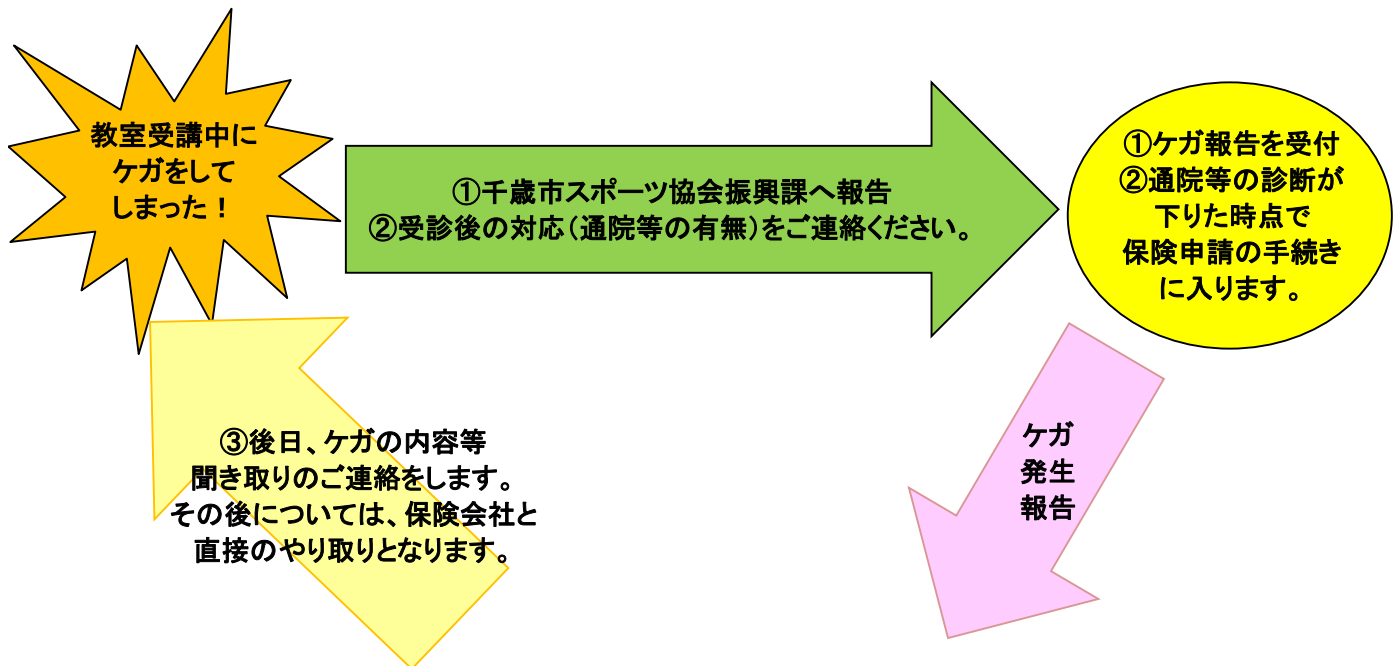 教室受講中に
ケガをして
しまった！
①千歳市スポーツ協会振興課へ報告
②受診後の対応（通院等の有無）をご連絡ください。
①ケガ報告を受付
②通院等の診断が
下りた時点で
保険申請の手続き
に入ります。
ケガ
発生
報告
③後日、ケガの内容等
聞き取りのご連絡をします。
その後については、保険会社と
直接のやり取りとなります。